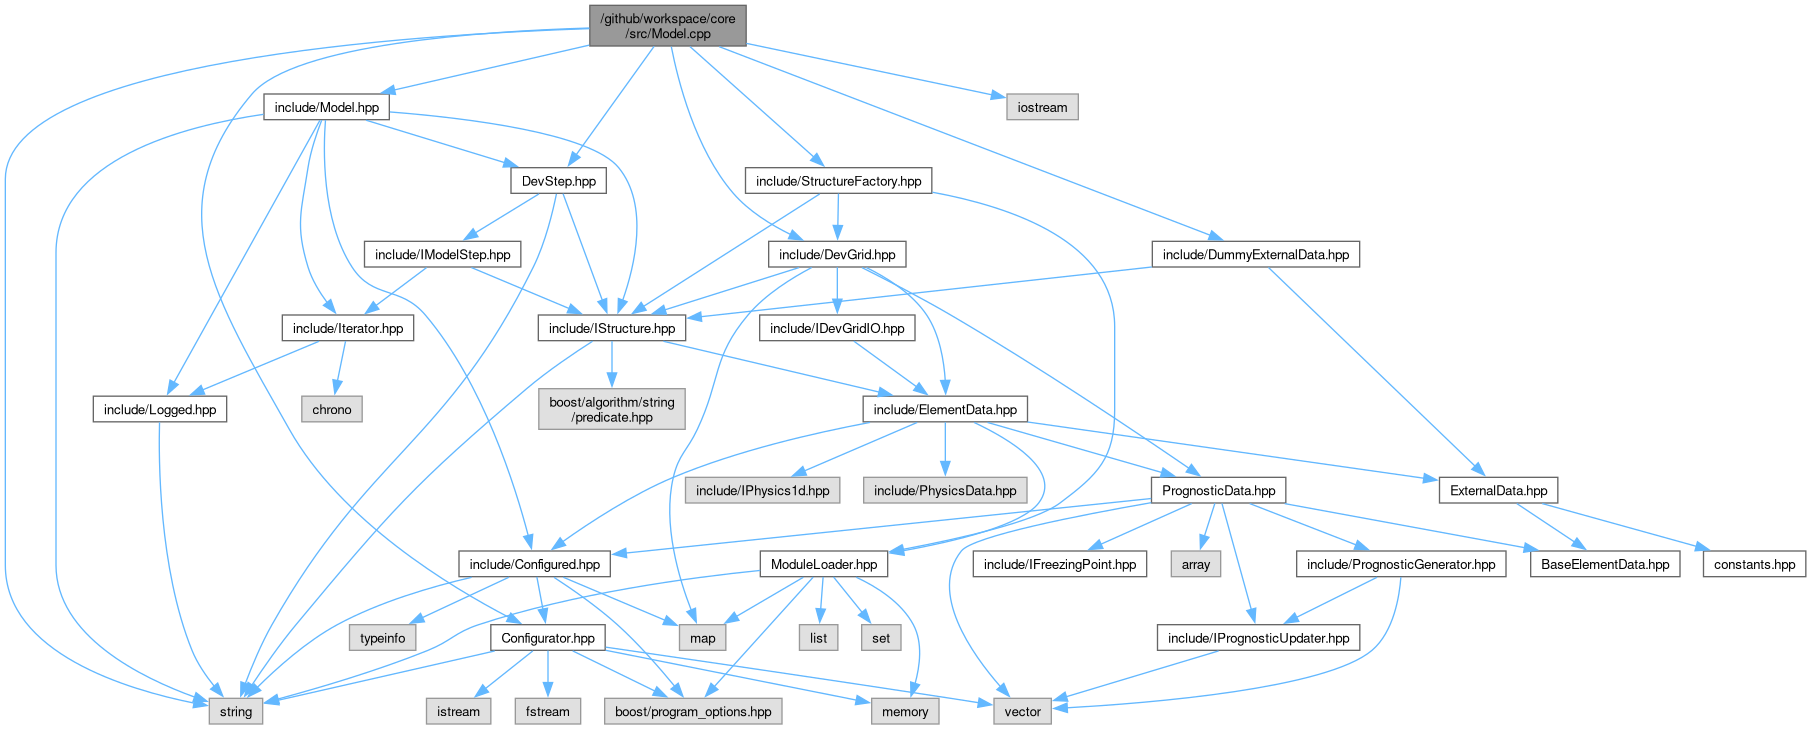 /github/workspace/core
/src/Model.cpp
include/Model.hpp
iostream
DevStep.hpp
include/StructureFactory.hpp
include/IModelStep.hpp
include/DevGrid.hpp
include/DummyExternalData.hpp
include/Iterator.hpp
include/IStructure.hpp
include/IDevGridIO.hpp
include/Logged.hpp
chrono
boost/algorithm/string
/predicate.hpp
include/ElementData.hpp
include/IPhysics1d.hpp
include/PhysicsData.hpp
PrognosticData.hpp
ExternalData.hpp
include/Configured.hpp
ModuleLoader.hpp
include/IFreezingPoint.hpp
array
include/PrognosticGenerator.hpp
BaseElementData.hpp
constants.hpp
typeinfo
Configurator.hpp
map
list
set
include/IPrognosticUpdater.hpp
string
istream
fstream
boost/program_options.hpp
memory
vector